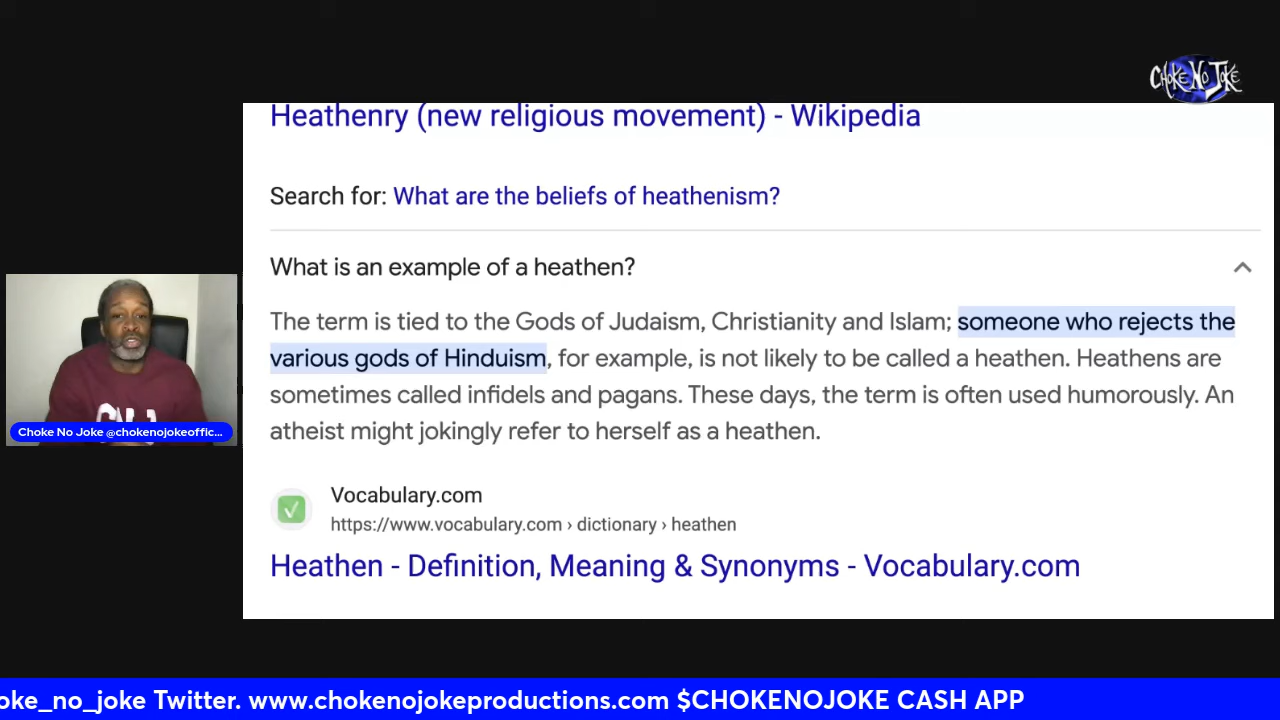 CHOKE NO JOKE
Heathenry (new religious movement) - Wikipedia
Search for: What are the beliefs of heathenism?
What is an example of a heathen?
The term is tied to the Gods of Judaism, Christianity and Islam; someone who rejects the
various gods of Hinduism, for example, is not likely to be called a heathen. Heathens are
sometimes called infidels and pagans. These days, the term is often used humorously. An
atheist might jokingly refer to herself as a heathen.
Vocabulary.com
https://www.vocabulary.com › dictionary › heathen
Heathen - Definition, Meaning & Synonyms - Vocabulary.com
Choke No Joke @chokenojokeoffic...
oke_no_joke Twitter. www.chokenojokeproductions.com $CHOKENOJOKE CASH APP